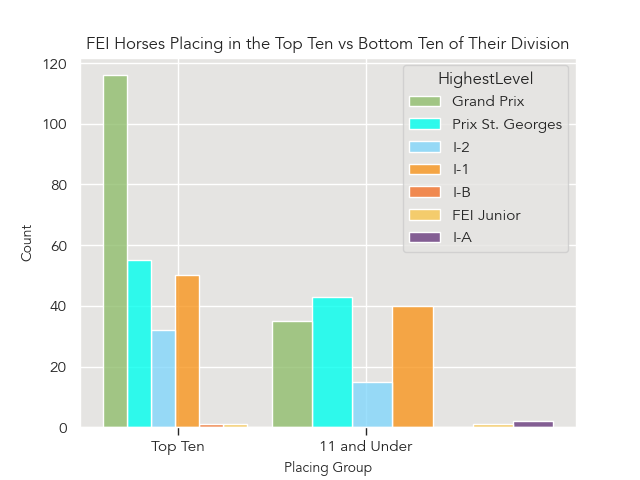 FEI Horses Placing in the Top Ten vs Bottom Ten of Their Division
120
100
80
60
40
20
0
Count
HighestLevel
Grand Prix
Prix St. Georges
I-2
I-1
I-B
FEI Junior
I-A
Top Ten
11 and Under
Placing Group